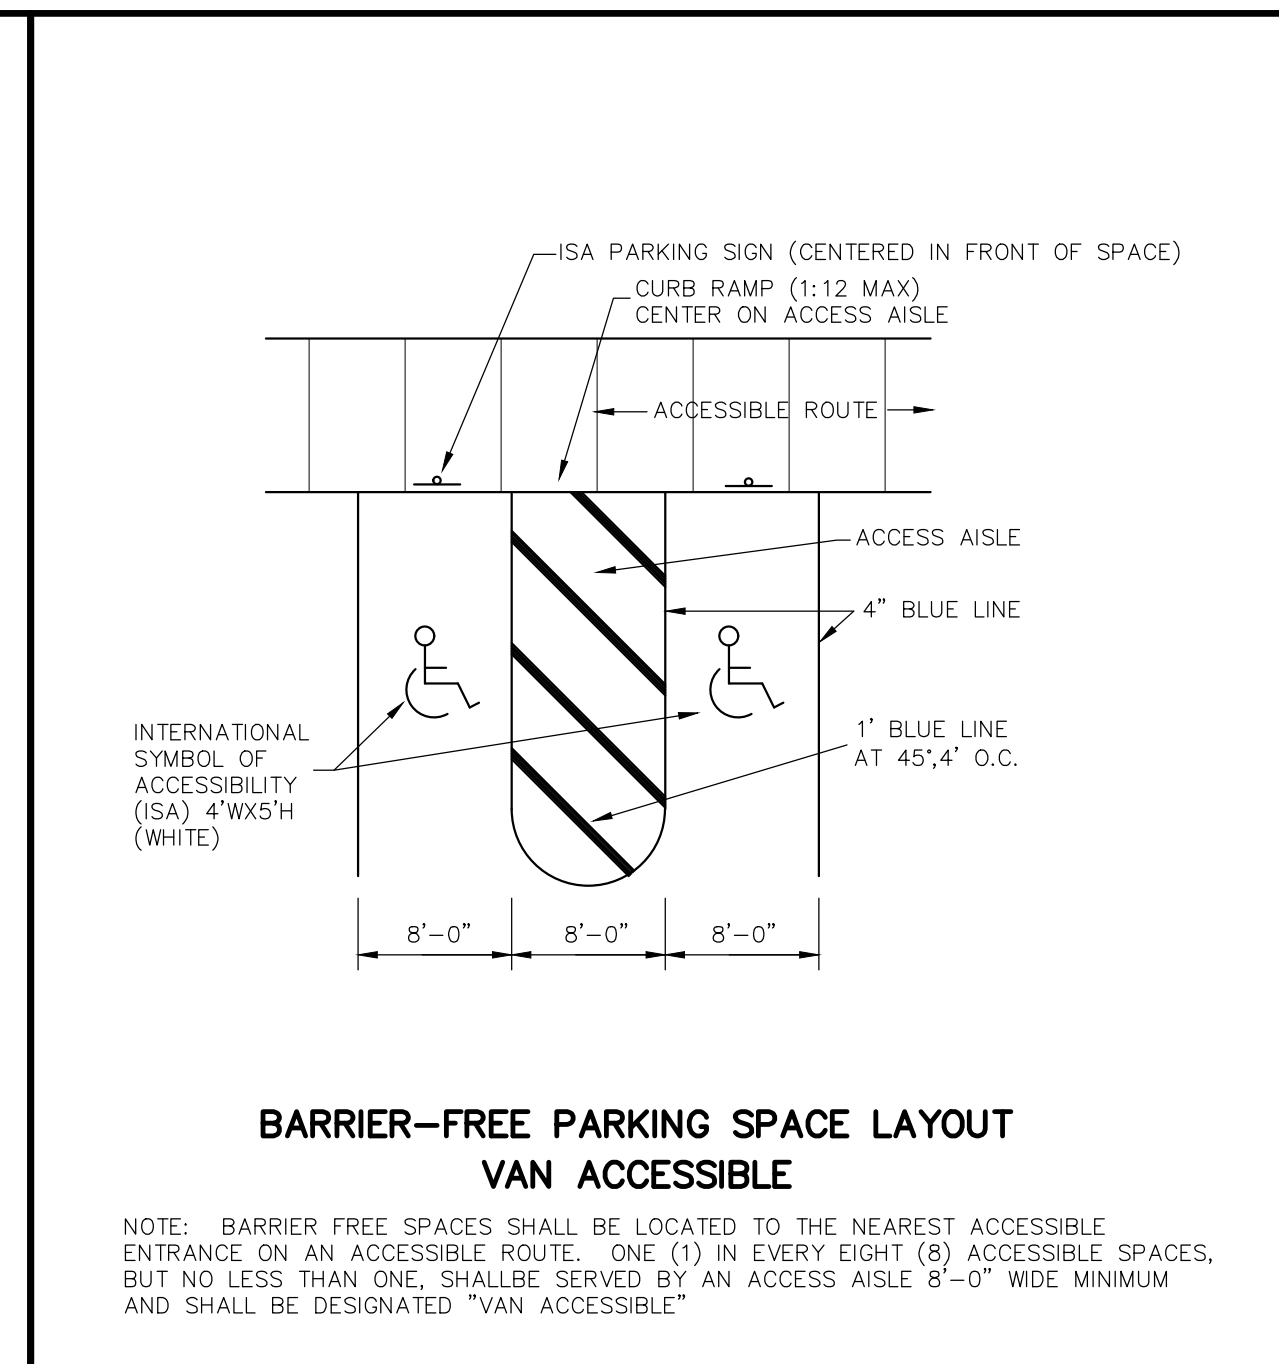 ISA PARKING SIGN (CENTERED IN FRONT OF SPACE)
CURB RAMP (1:12 MAX)
CENTER ON ACCESS AISLE
ACCESSIBLE ROUTE
ACCESS AISLE
4" BLUE LINE
INTERNATIONAL
SYMBOL OF
ACCESSIBILITY
(ISA) 4'WX5'H
(WHITE)
1' BLUE LINE
AT 45°,4' O.C.
8'-0" 8'-0" 8'-0"
BARRIER-FREE PARKING SPACE LAYOUT
VAN ACCESSIBLE
NOTE: BARRIER FREE SPACES SHALL BE LOCATED TO THE NEAREST ACCESSIBLE
ENTRANCE ON AN ACCESSIBLE ROUTE. ONE (1) IN EVERY EIGHT (8) ACCESSIBLE SPACES,
BUT NO LESS THAN ONE, SHALLBE SERVED BY AN ACCESS AISLE 8'-0" WIDE MINIMUM
AND SHALL BE DESIGNATED "VAN ACCESSIBLE"